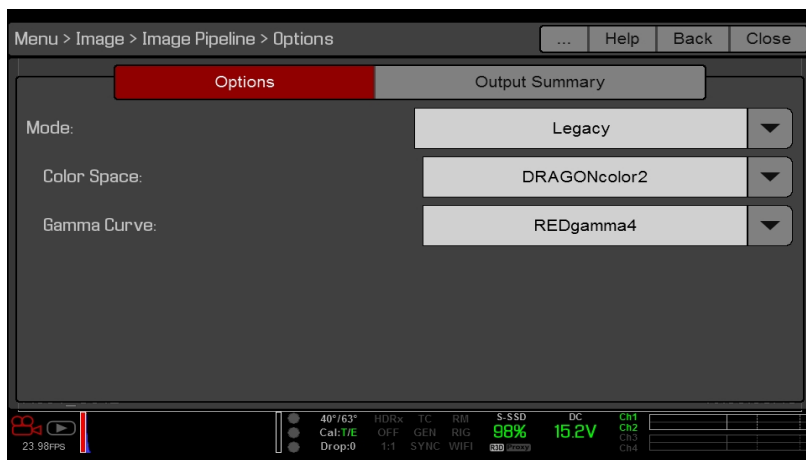 Menu > Image > Image Pipeline > Options ... Help Back Close
Options Output Summary
Mode: Legacy
Color Space: DRAGONcolor2
Gamma Curve: REDgamma4
40°/63° HDRx TC RM S-SSD DC Ch1
Cal:T/E OFF GEN RIG 98% 15.2V Ch2
23.98FPS Drop:0 1:1 SYNC WIFI R3D Proxy Ch3
Ch4